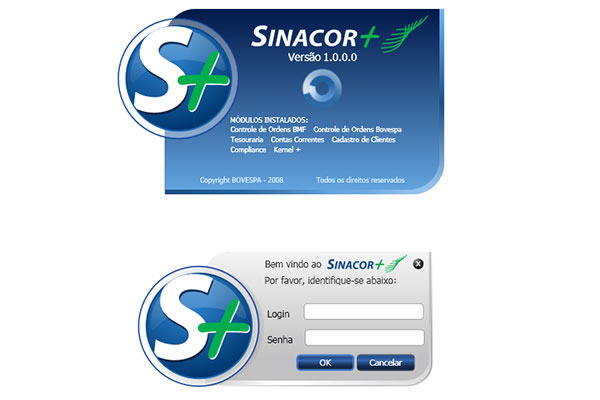 S+
SINACOR+
Versão 1.0.0.0
MÓDULOS INSTALADOS:
Controle de Ordens BMF Controle de Ordens Bovespa
Tesouraria Contas Correntes Cadastro de Clientes
Compliance Kernel +
Copyright BOVESPA - 2008 Todos os direitos reservados
Bem vindo ao SINACOR+ X
Por favor, identifique-se abaixo:
S+
Login
Senha
OK Cancelar